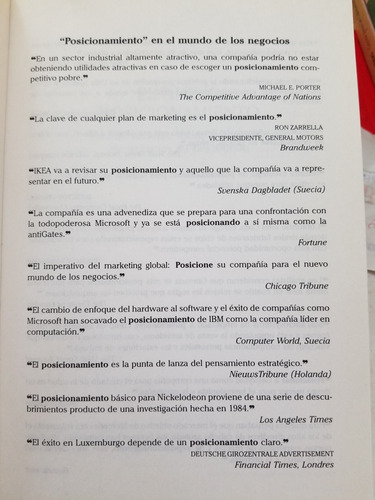 “Posicionamiento” en el mundo de los negocios
❝En un sector industrial altamente atractivo, una compañía podría no estar
obteniendo utilidades atractivas en caso de escoger un posicionamiento com-
petitivo pobre.❞
MICHAEL E. PORTER
The Competitive Advantage of Nations
❝La clave de cualquier plan de marketing es el posicionamiento.❞
RON ZARRELLA
VICEPRESIDENTE, GENERAL MOTORS
Brandweek
❝IKEA va a revisar su posicionamiento y aquello que la compañía va a repre-
sentar en el futuro.❞
Svenska Dagbladet (Suecia)
❝La compañía es una advenediza que se prepara para una confrontación con
la todopoderosa Microsoft y ya se está posicionando a sí misma como la
antiGates.❞
Fortune
❝El imperativo del marketing global: Posicione su compañía para el nuevo
mundo de los negocios.❞
Chicago Tribune
❝El cambio de enfoque del hardware al software y el éxito de compañías como
Microsoft han socavado el posicionamiento de IBM como la compañía líder en
computación.❞
Computer World, Suecia
❝El posicionamiento es la punta de lanza del pensamiento estratégico.❞
NieuwsTribune (Holanda)
❝El posicionamiento básico para Nickelodeon proviene de una serie de descu-
brimientos producto de una investigación hecha en 1984.❞
Los Angeles Times
❝El éxito en Luxemburgo depende de un posicionamiento claro.❞
DEUTSCHE GIROZENTRALE ADVERTISEMENT
Financial Times, Londres